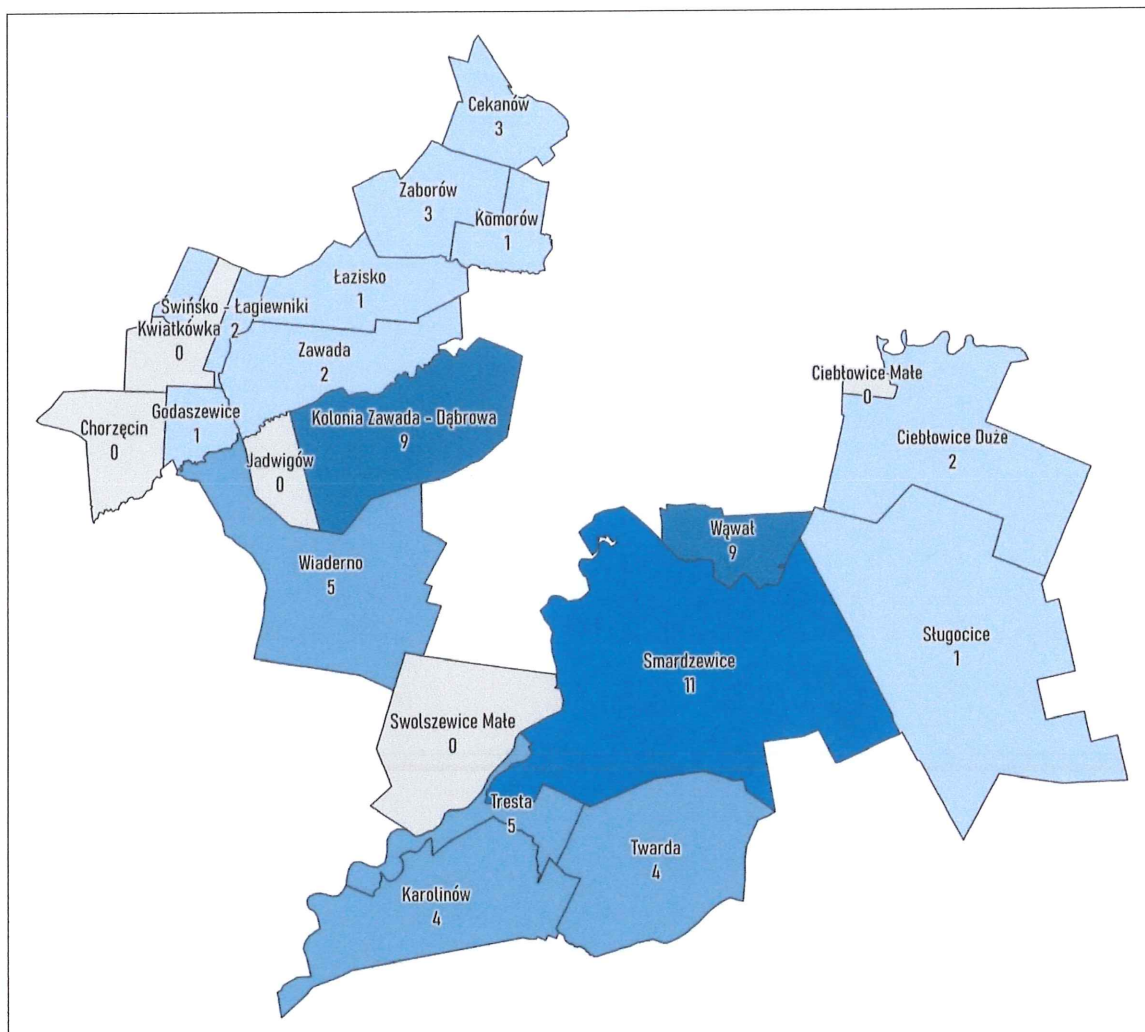 Cekanów
3
Zaborów
3
Komorów
1
Łazisko
1
Świńsko - Łagiewniki
2
Kwiatkówka
0
Zawada
2
Ciebłowice Małe
0
Godaszewice
1
Kolonia Zawada - Dąbrowa
9
Chorzęcin
0
Ciebłowice Duże
2
Jadwigów
0
Wąwał
9
Wiaderno
5
Sługocice
1
Smardzewice
11
Swolszewice Małe
0
Tresta
5
Twarda
4
Karolinów
4